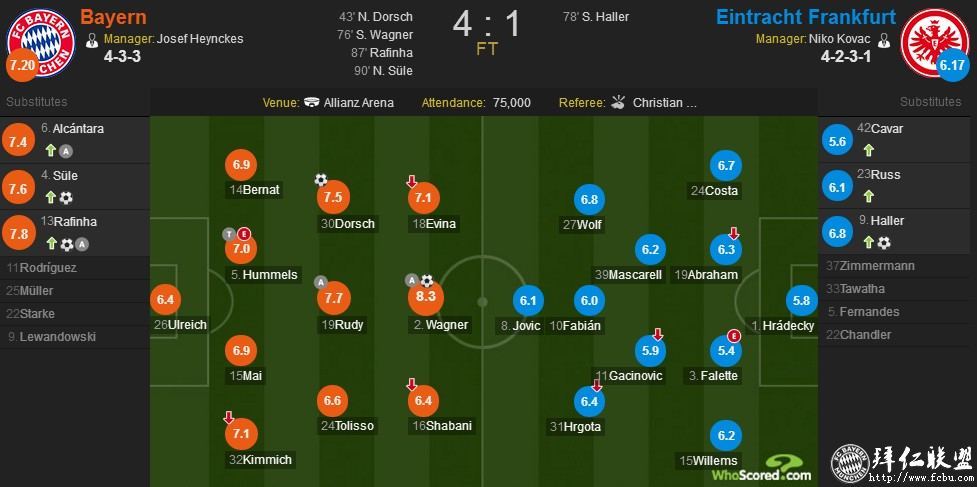 Bayern
Manager: Josef Heynckes
4-3-3
7.20
43' N. Dorsch
76' S. Wagner
87' Rafinha
90' N. Süle
4 : 1
FT
78' S. Haller
Eintracht Frankfurt
Manager: Niko Kovac
4-2-3-1
6.17
Substitutes
Venue: Allianz Arena Attendance: 75,000 Referee: Christian ...
Substitutes
7.4 6. Alcántara
A
7.6 4. Süle
7.8 13 Rafinha
A
11 Rodríguez
25 Müller
22 Starke
9. Lewandowski
6.4
26 Ulreich
6.9
14 Bernat
T E
7.0
5. Hummels
6.9
15 Mai
7.1
32 Kimmich
7.5
30 Dorsch
A
7.7
19 Rudy
6.6
24 Tolisso
7.1
18 Evina
A
8.3
2. Wagner
6.4
16 Shabani
6.1
8. Jovic
6.8
27 Wolf
6.0
10 Fabián
6.4
31 Hrgota
6.2
39 Mascarell
5.9
11 Gacinovic
6.7
24 Costa
6.3
19 Abraham
E
5.4
3. Falette
6.2
15 Willems
5.8
1. Hrádecky
5.6 42 Cavar
6.1 23 Russ
6.8 9. Haller
37 Zimmermann
33 Tawatha
5. Fernandes
22 Chandler
WhoScored.com
拜仁联盟
http://www.fcbu.com
FC BAYERN
MÜNCHEN